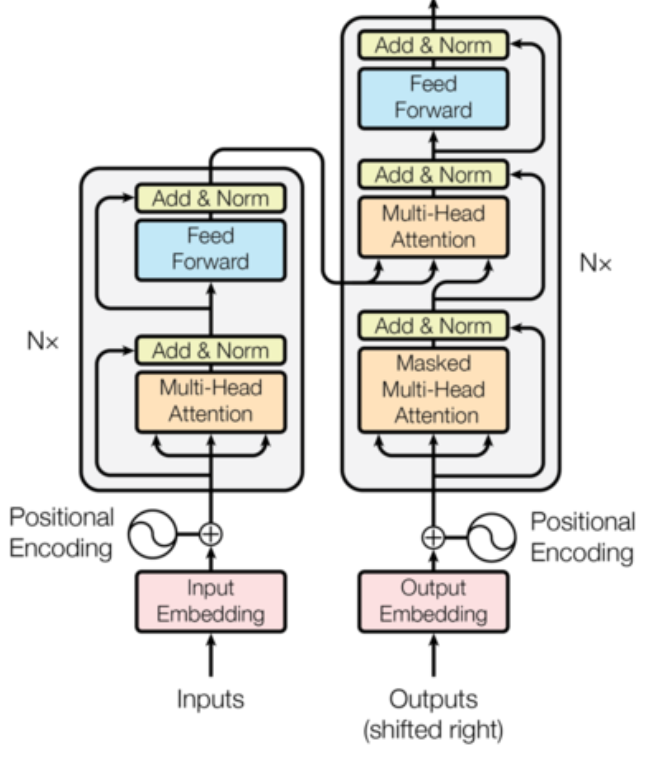 Add & Norm
Feed
Forward
Add & Norm
Multi-Head
Attention
Add & Norm
Masked
Multi-Head
Attention
Nx
Add & Norm
Feed
Forward
Add & Norm
Multi-Head
Attention
N×
Positional
Encoding
Positional
Encoding
Input
Embedding
Output
Embedding
Inputs
Outputs
(shifted right)